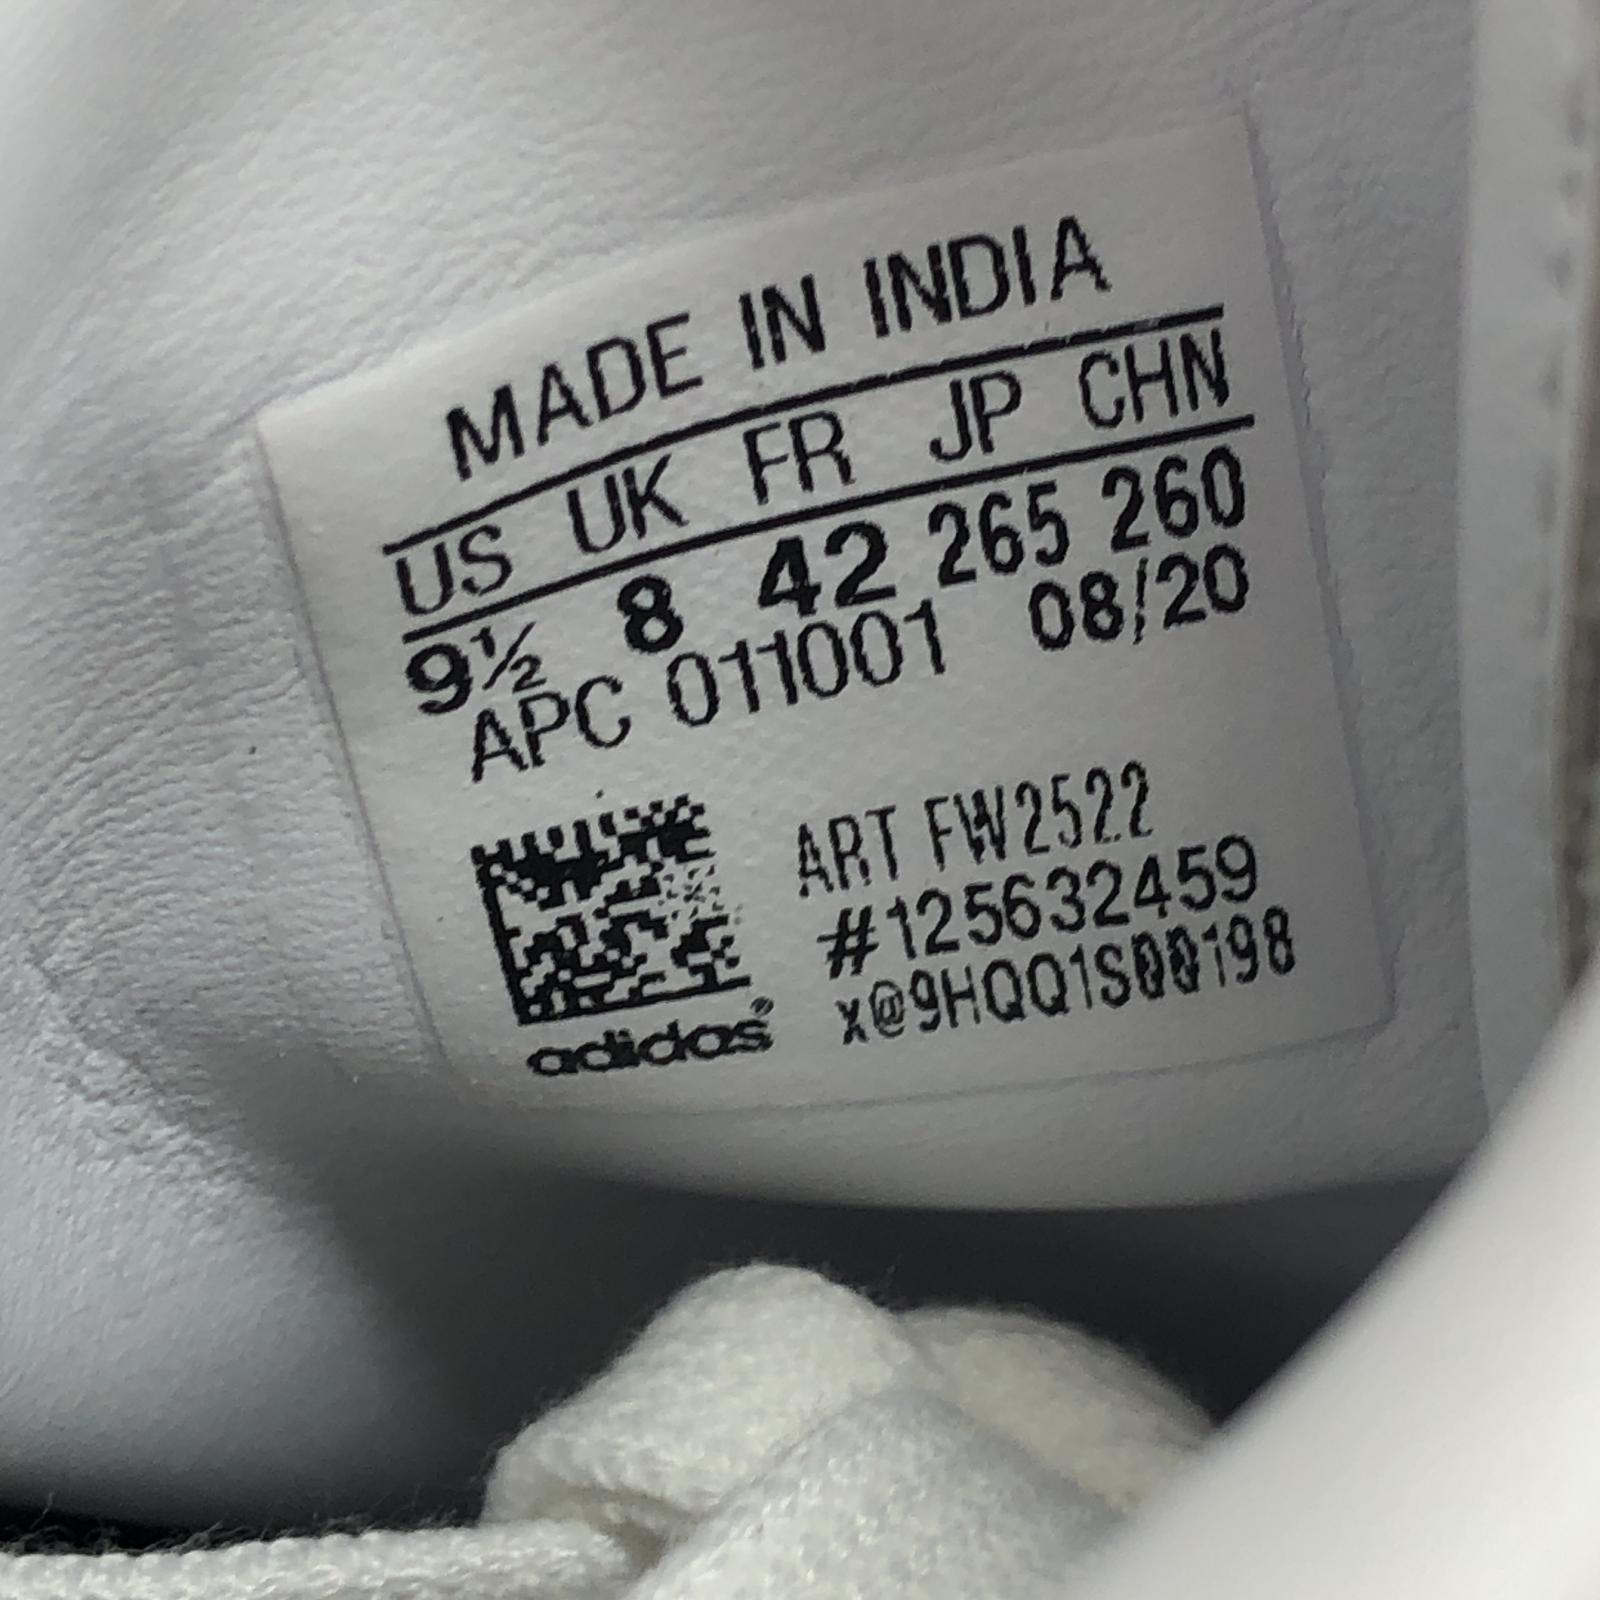 MADE IN INDIA
US UK FR JP CHN
9½ 8 42 265 260
APC 011001 08/20
ART FW2522
#125632459
x@9HQQ1S00198
adidas®